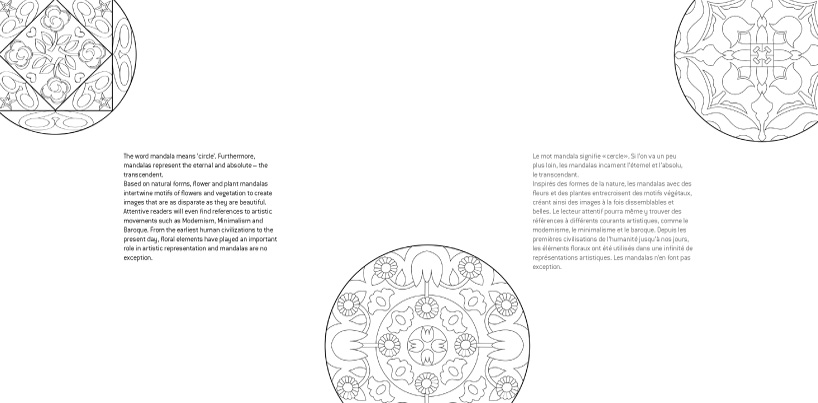 The word mandala means 'circle'. Furthermore,
mandalas represent the eternal and absolute – the
transcendent.
Based on natural forms, flower and plant mandalas
intertwine motifs of flowers and vegetation to create
images that are as disparate as they are beautiful.
Attentive readers will even find references to artistic
movements such as Modernism, Minimalism and
Baroque. From the earliest human civilizations to the
present day, floral elements have played an important
role in artistic representation and mandalas are no
exception.
Le mot mandala signifie « cercle ». Si l'on va un peu
plus loin, les mandalas incarnent l'éternel et l'absolu,
le transcendant.
Inspirés des formes de la nature, les mandalas avec des
fleurs et des plantes entrecroisent des motifs végétaux,
créant ainsi des images à la fois dissemblables et
belles. Le lecteur attentif pourra même y trouver des
références à différents courants artistiques, comme le
modernisme, le minimalisme et le baroque. Depuis les
premières civilisations de l'humanité jusqu'à nos jours,
les éléments floraux ont été utilisés dans une infinité de
représentations artistiques. Les mandalas n'en font pas
exception.